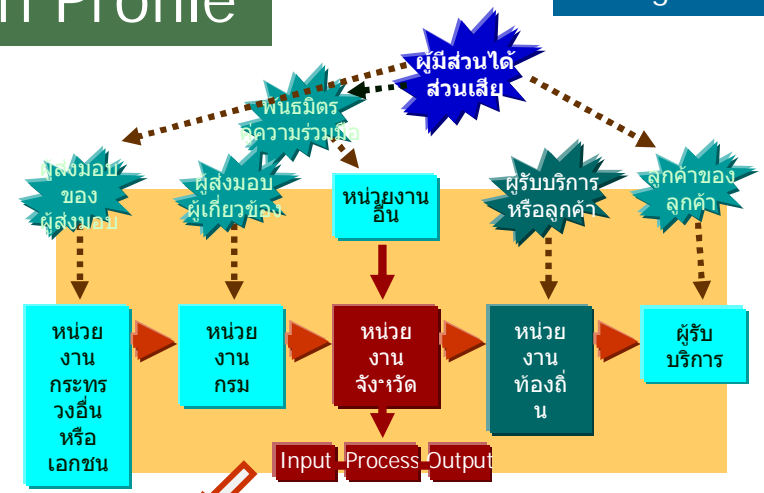 n Profile
ผู้มีส่วนได้
ส่วนเสีย
พันธมิตร
คู่ความร่วมมือ
ผู้ส่งมอบ
ของ
ผู้ส่งมอบ
ผู้ส่งมอบ
ผู้เกี่ยวข้อง
หน่วยงาน
อื่น
ผู้รับบริการ
หรือลูกค้า
ลูกค้าของ
ลูกค้า
หน่วย
งาน
กระทร
วงอื่น
หรือ
เอกชน
หน่วย
งาน
กรม
หน่วย
งาน
จังหวัด
หน่วย
งาน
ท้องถิ่
น
ผู้รับ
บริการ
Input Process Output